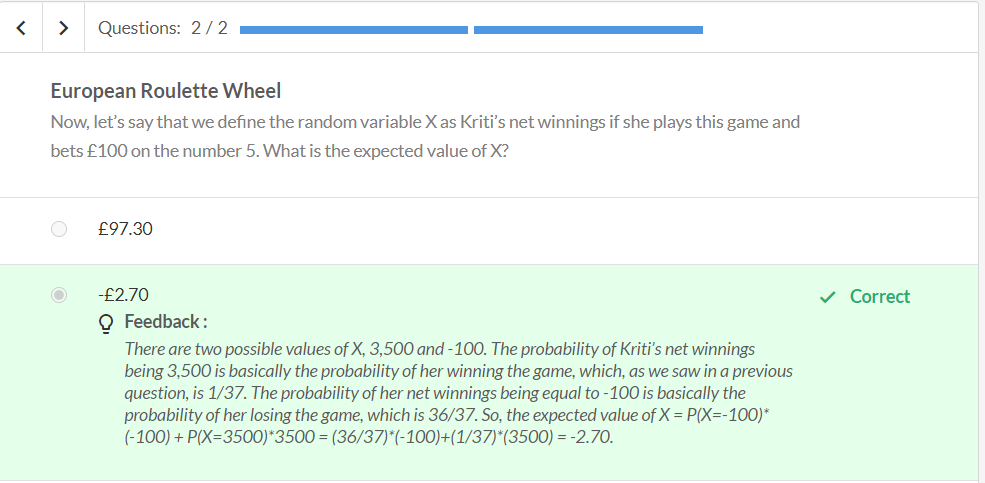 Questions: 2 / 2
European Roulette Wheel
Now, let's say that we define the random variable X as Kriti's net winnings if she plays this game and
bets £100 on the number 5. What is the expected value of X?
£97.30
-£2.70
Correct
Feedback :
There are two possible values of X, 3,500 and -100. The probability of Kriti's net winnings
being 3,500 is basically the probability of her winning the game, which, as we saw in a previous
question, is 1/37. The probability of her net winnings being equal to -100 is basically the
probability of her losing the game, which is 36/37. So, the expected value of X = P(X=-100)*
(-100) + P(X=3500)*3500 = (36/37)*(-100)+(1/37)*(3500) = -2.70.